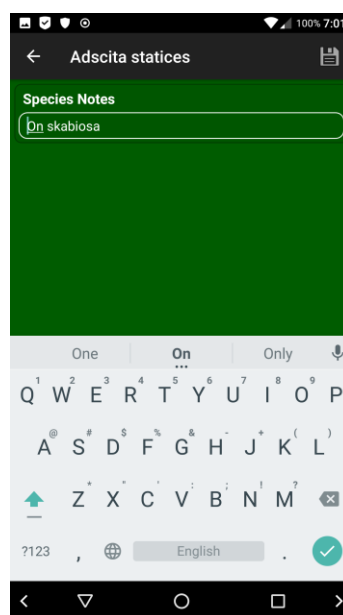 100% 7:01
Adscita statices
Species Notes
On skabiosa
One On Only
1 2 3 4 5 6 7 8 9
Q W E R T Y U I O P
@ # $ % & - + ( )
A S D F G H J K L
* " ' : ; ! ?
Z X C V B N M
?123 , English .